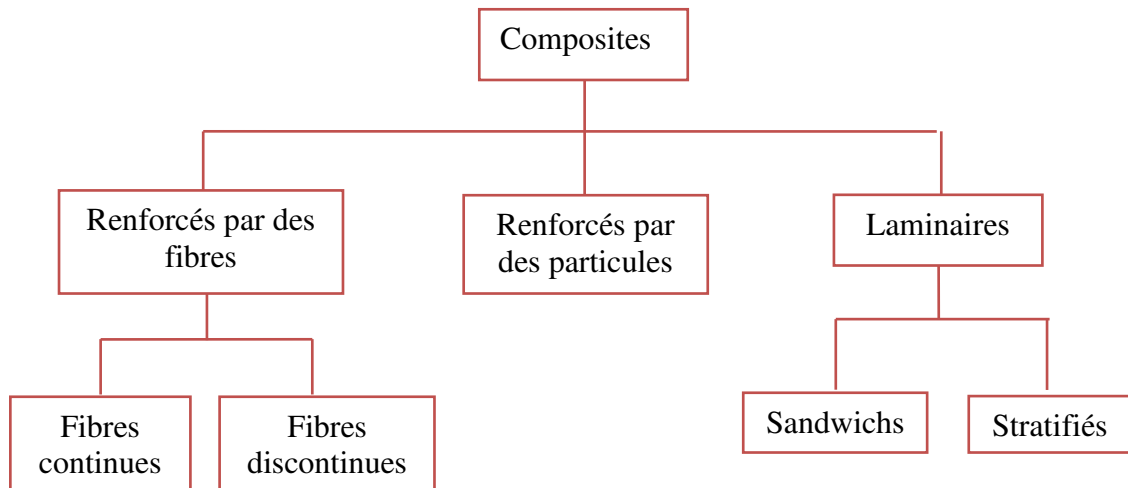 Composites
Renforcés par des
fibres
Renforcés par
des particules
Laminaires
Fibres
continues
Fibres
discontinues
Sandwichs
Stratifiés